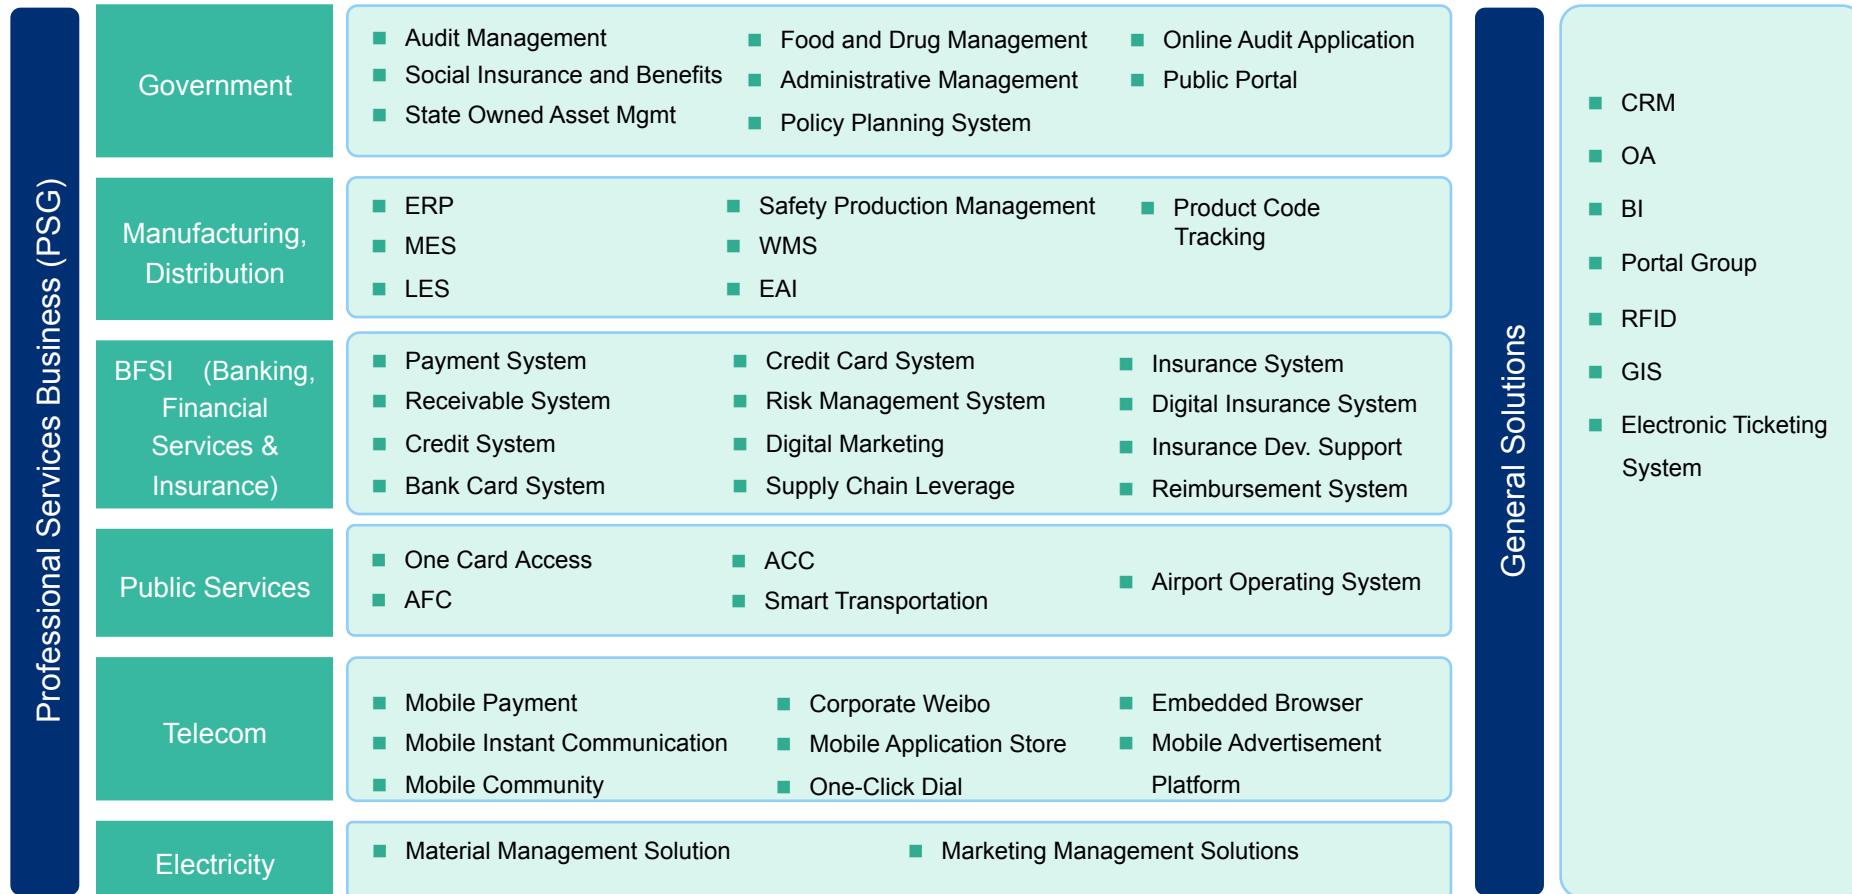 Professional Services Business (PSG)
Government
Audit Management
Social Insurance and Benefits
State Owned Asset Mgmt
Food and Drug Management
Administrative Management
Policy Planning System
Online Audit Application
Public Portal
Manufacturing,
Distribution
ERP
MES
LES
Safety Production Management
WMS
EAI
Product Code
Tracking
BFSI (Banking,
Financial
Services &
Insurance)
Payment System
Receivable System
Credit System
Bank Card System
Credit Card System
Risk Management System
Digital Marketing
Supply Chain Leverage
Insurance System
Digital Insurance System
Insurance Dev. Support
Reimbursement System
Public Services
One Card Access
AFC
ACC
Smart Transportation
Airport Operating System
Telecom
Mobile Payment
Mobile Instant Communication
Mobile Community
Corporate Weibo
Mobile Application Store
One-Click Dial
Embedded Browser
Mobile Advertisement
Platform
Electricity
Material Management Solution
Marketing Management Solutions
General Solutions
CRM
OA
BI
Portal Group
RFID
GIS
Electronic Ticketing
System